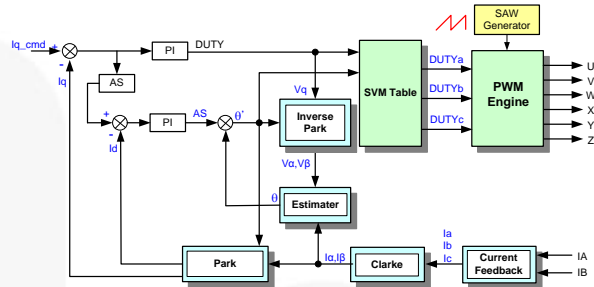 SAW
Generator
Iq_cmd
+
-
Iq
PI
DUTY
AS
DUTYa
DUTYb
DUTYc
SVM Table
PWM
Engine
U
V
W
X
Y
Z
Vq
+
-
Id
PI
AS
θ*
Inverse
Park
Vα,Vβ
θ
Estimater
Park
Iα,Iβ
Clarke
Ia
Ib
Ic
Current
Feedback
IA
IB